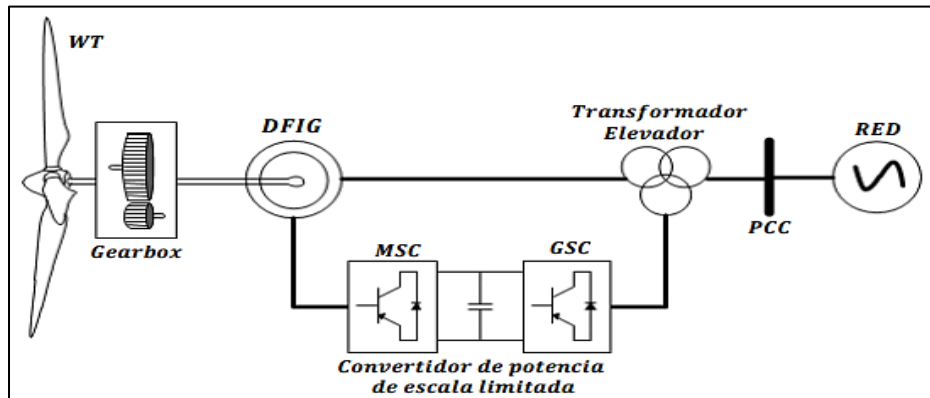 WT
DFIG
Transformador
Elevador
RED
Gearbox
MSC
GSC
PCC
Convertidor de potencia
de escala limitada